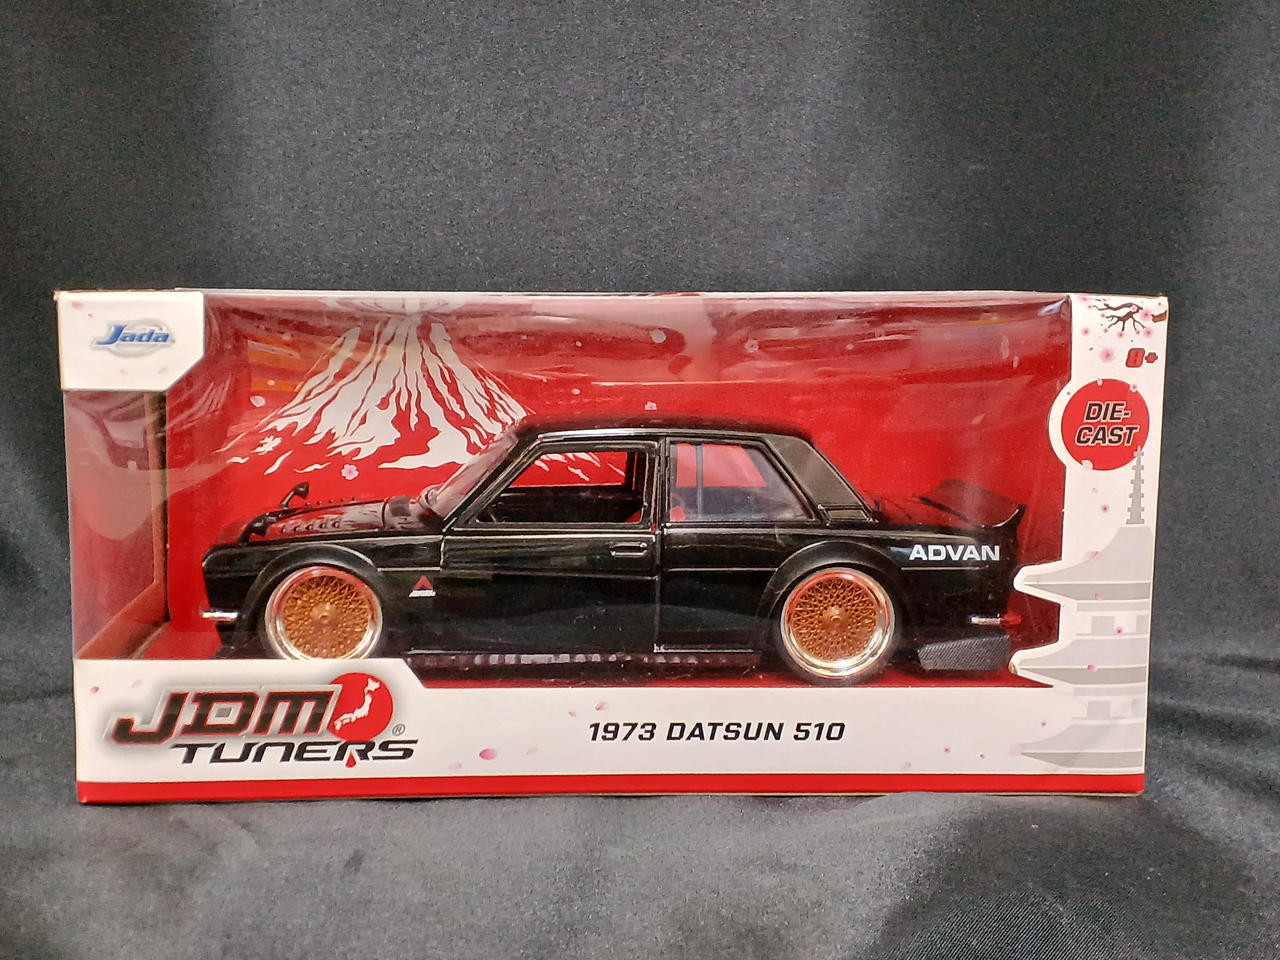 Jada
8+
DIE-
CAST
ADVAN
JDM
TUNERS
®
1973 DATSUN 510